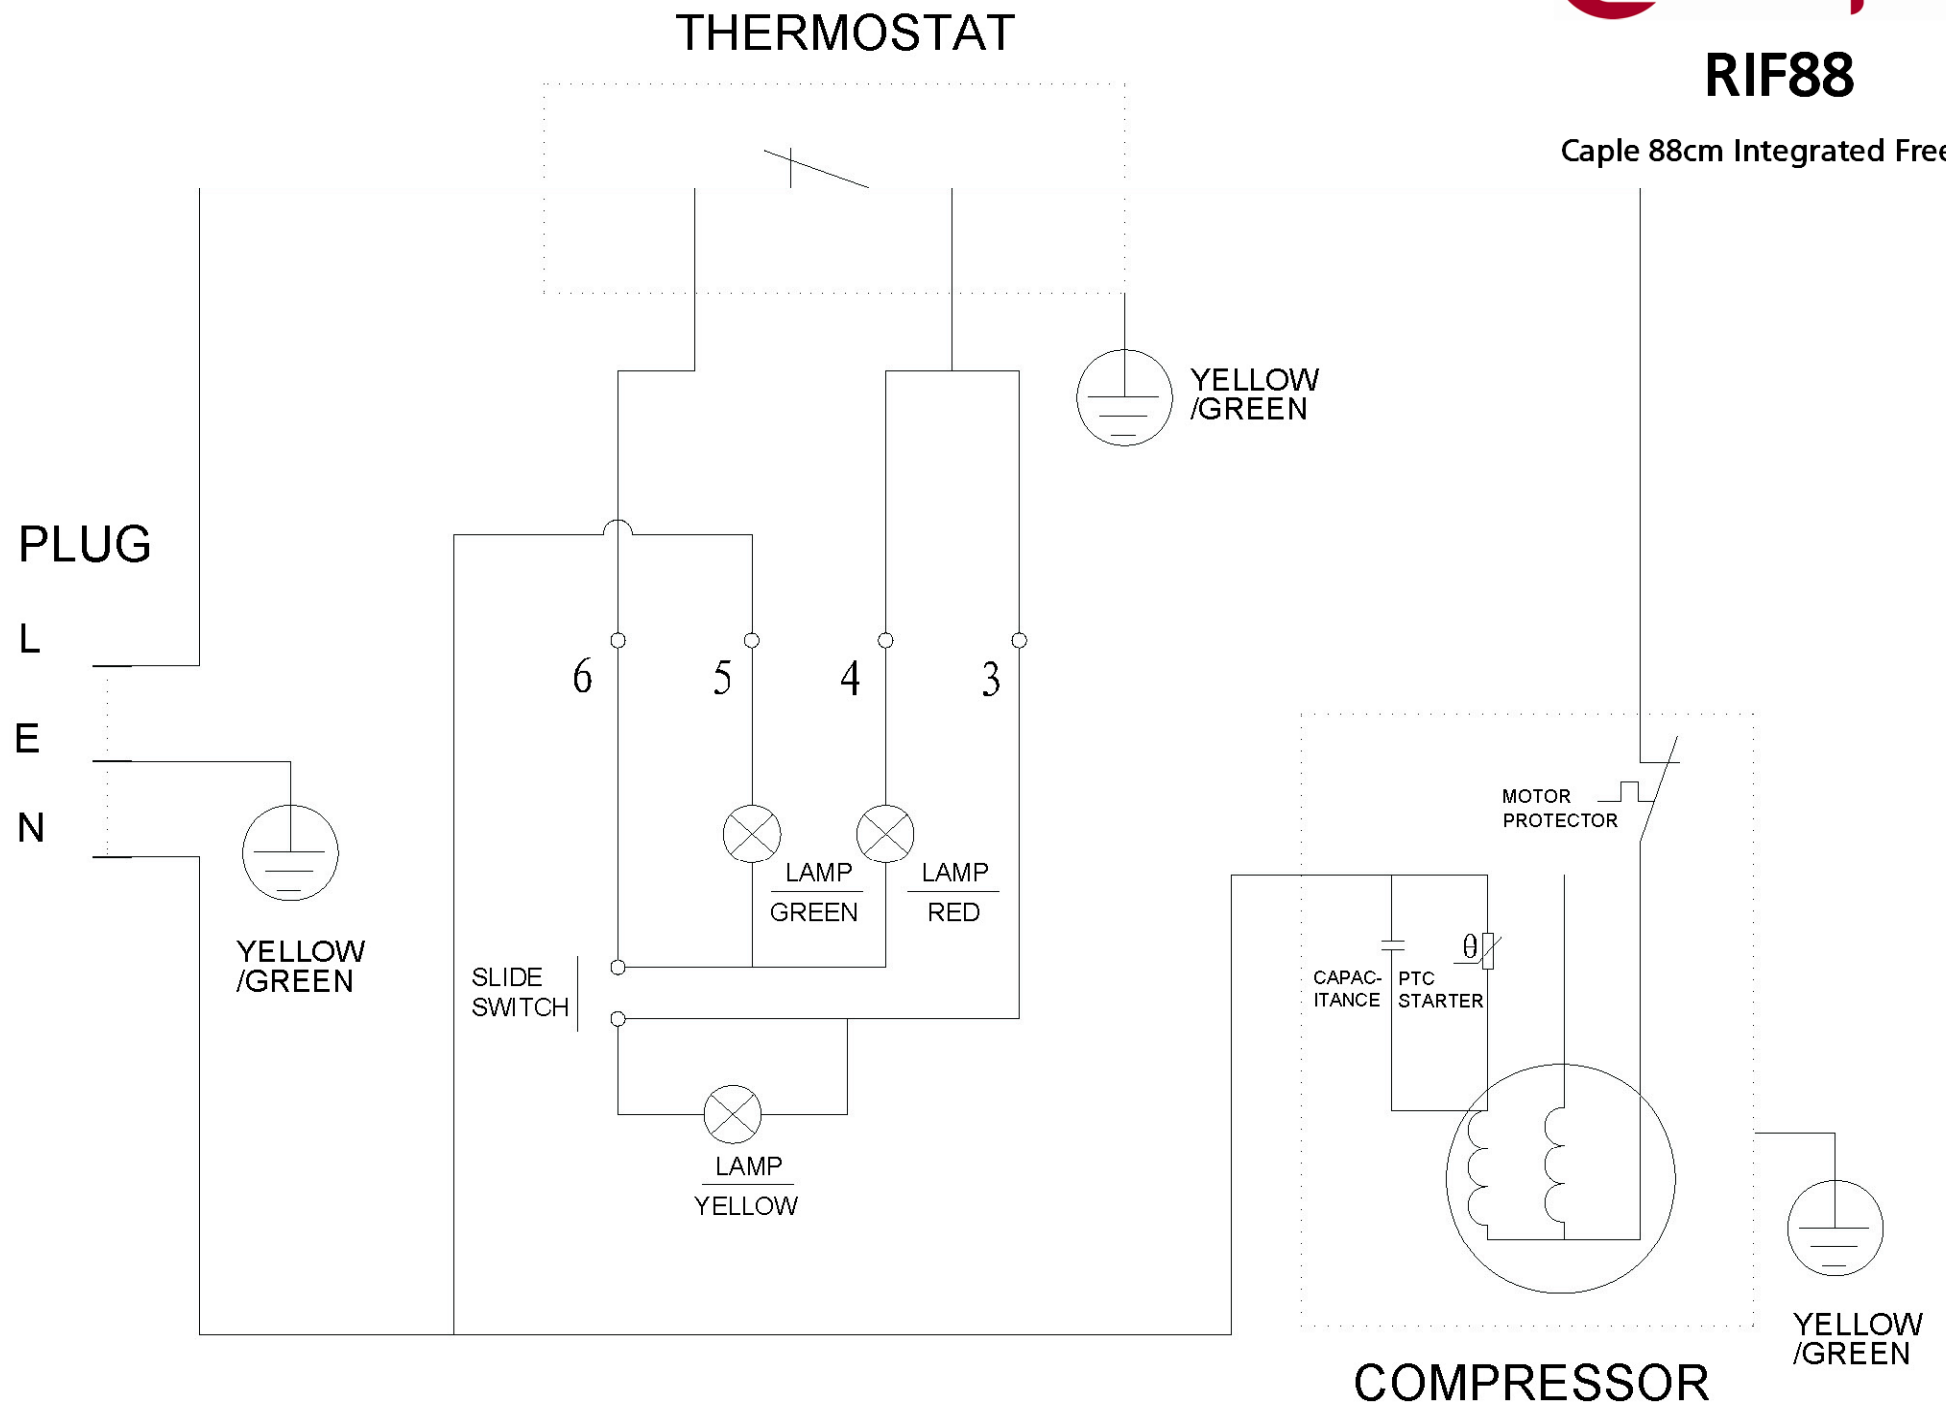 THERMOSTAT
RIF88
Caple 88cm Integrated
YELLOW
/GREEN
PLUG
L
E
N
6
5
4
3
MOTOR
PROTECTOR
LAMP
GREEN
LAMP
RED
YELLOW
/GREEN
SLIDE
SWITCH
θ
CAPAC-
ITANCE
PTC
STARTER
LAMP
YELLOW
YELLOW
/GREEN
COMPRESSOR